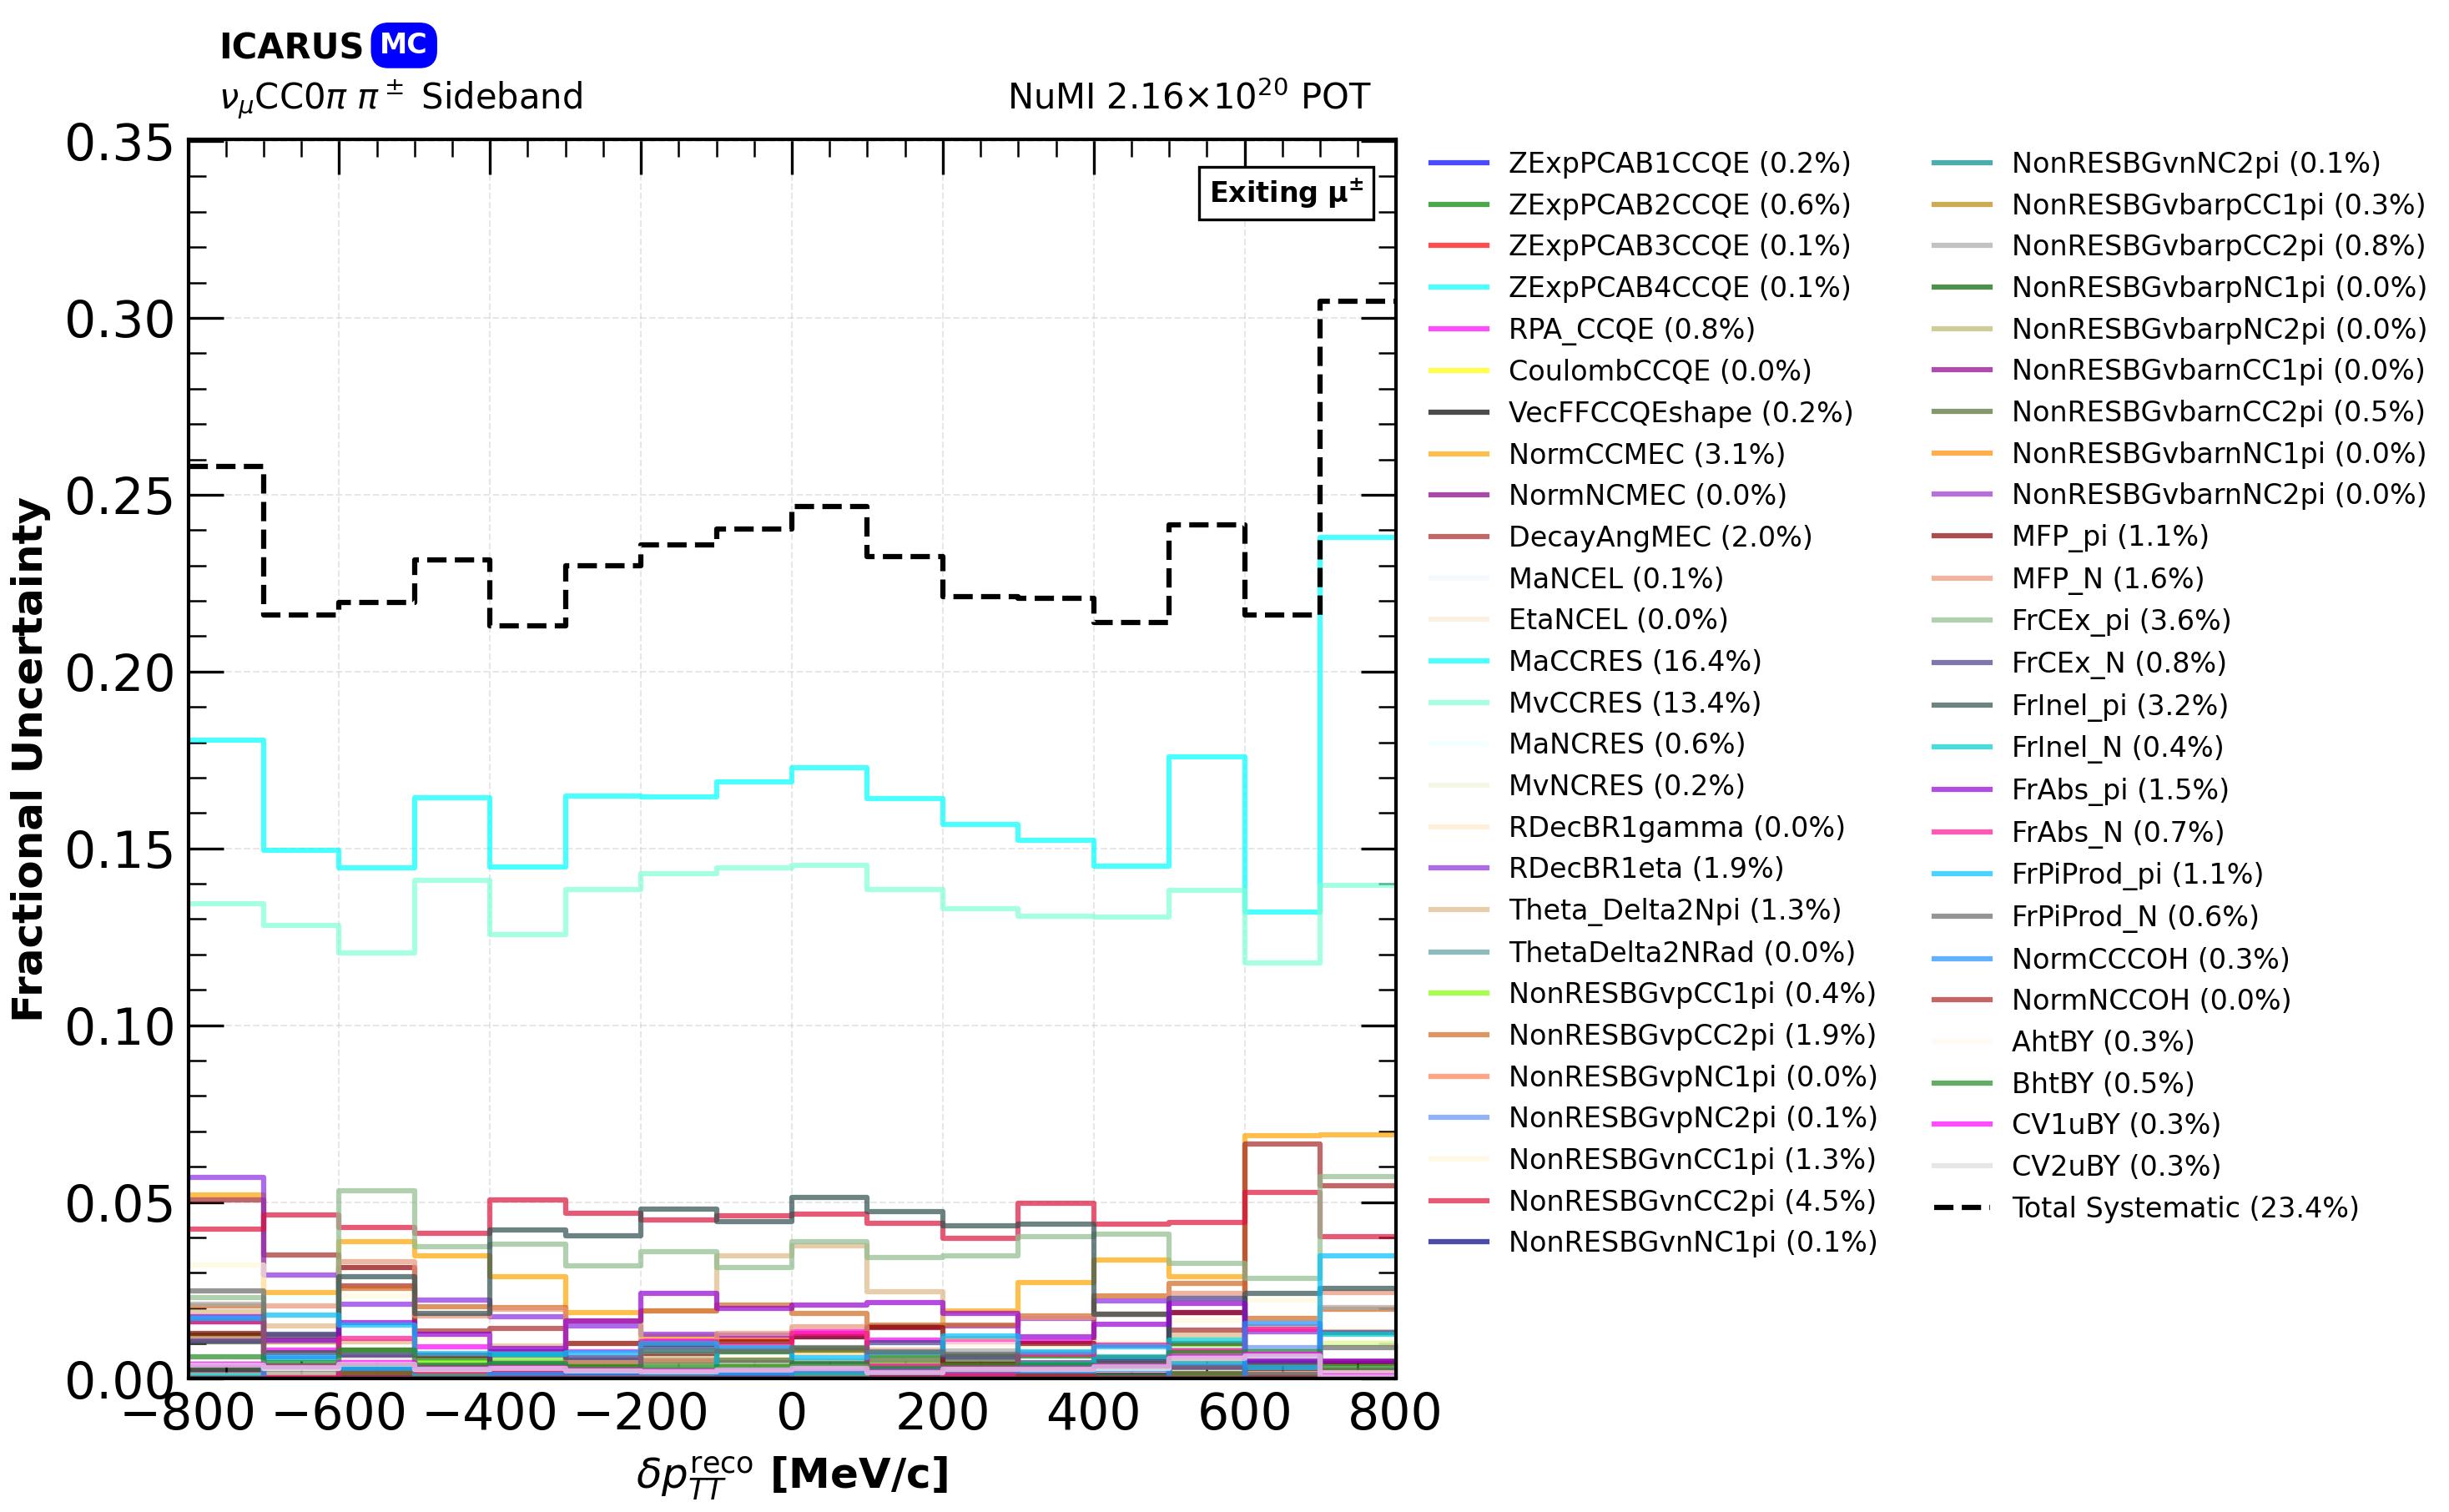 ICARUS MC
νμCC0π π± Sideband
NuMI 2.16×10²⁰ POT
Exiting μ±
Fractional Uncertainty
0.35
0.30
0.25
0.20
0.15
0.10
0.05
0.00
−800 −600 −400 −200 0 200 400 600 800
δp_TT^reco [MeV/c]
ZExpPCAB1CCQE (0.2%)
ZExpPCAB2CCQE (0.6%)
ZExpPCAB3CCQE (0.1%)
ZExpPCAB4CCQE (0.1%)
RPA_CCQE (0.8%)
CoulombCCQE (0.0%)
VecFFCCQEshape (0.2%)
NormCCMEC (3.1%)
NormNCMEC (0.0%)
DecayAngMEC (2.0%)
MaNCEL (0.1%)
EtaNCEL (0.0%)
MaCCRES (16.4%)
MvCCRES (13.4%)
MaNCRES (0.6%)
MvNCRES (0.2%)
RDecBR1gamma (0.0%)
RDecBR1eta (1.9%)
Theta_Delta2Npi (1.3%)
ThetaDelta2NRad (0.0%)
NonRESBGvpCC1pi (0.4%)
NonRESBGvpCC2pi (1.9%)
NonRESBGvpNC1pi (0.0%)
NonRESBGvpNC2pi (0.1%)
NonRESBGvnCC1pi (1.3%)
NonRESBGvnCC2pi (4.5%)
NonRESBGvnNC1pi (0.1%)
NonRESBGvnNC2pi (0.1%)
NonRESBGvbarpCC1pi (0.3%)
NonRESBGvbarpCC2pi (0.8%)
NonRESBGvbarpNC1pi (0.0%)
NonRESBGvbarpNC2pi (0.0%)
NonRESBGvbarnCC1pi (0.0%)
NonRESBGvbarnCC2pi (0.5%)
NonRESBGvbarnNC1pi (0.0%)
NonRESBGvbarnNC2pi (0.0%)
MFP_pi (1.1%)
MFP_N (1.6%)
FrCEx_pi (3.6%)
FrCEx_N (0.8%)
FrInel_pi (3.2%)
FrInel_N (0.4%)
FrAbs_pi (1.5%)
FrAbs_N (0.7%)
FrPiProd_pi (1.1%)
FrPiProd_N (0.6%)
NormCCCOH (0.3%)
NormNCCOH (0.0%)
AhtBY (0.3%)
BhtBY (0.5%)
CV1uBY (0.3%)
CV2uBY (0.3%)
Total Systematic (23.4%)